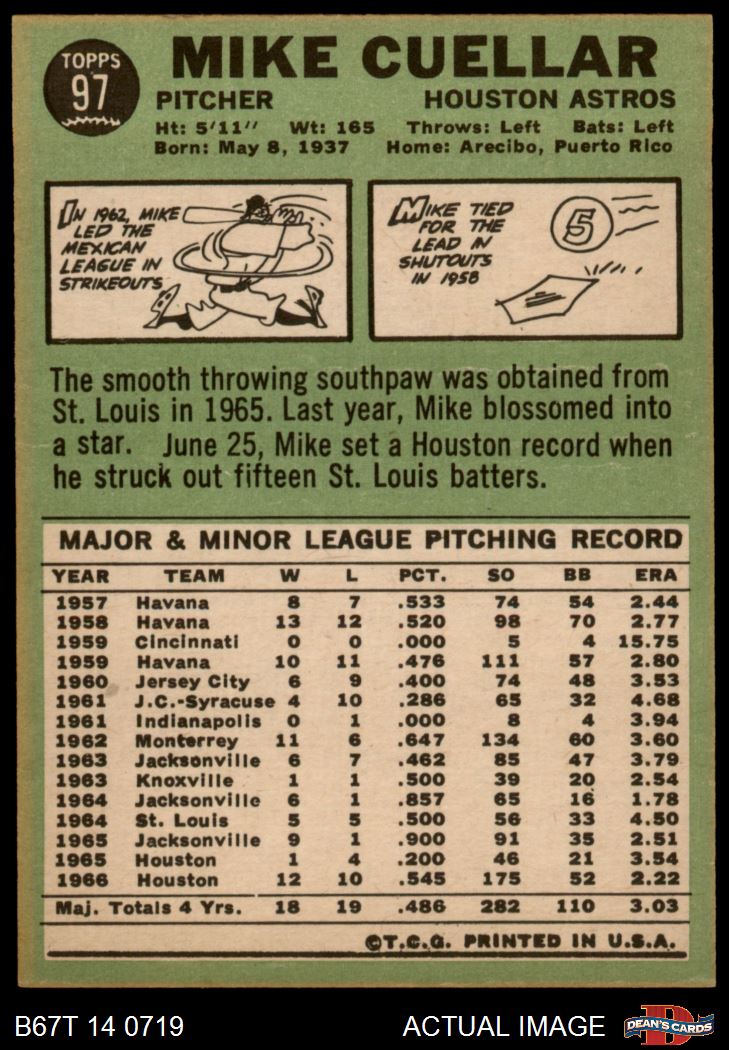 TOPPS
97
MIKE CUELLAR
PITCHER HOUSTON ASTROS
Ht: 5'11" Wt: 165 Throws: Left Bats: Left
Born: May 8, 1937 Home: Arecibo, Puerto Rico
IN 1962, MIKE
LED THE
MEXICAN
LEAGUE IN
STRIKEOUTS
MIKE TIED
FOR THE
LEAD IN
SHUTOUTS
IN 1958
5
The smooth throwing southpaw was obtained from
St. Louis in 1965. Last year, Mike blossomed into
a star. June 25, Mike set a Houston record when
he struck out fifteen St. Louis batters.
MAJOR & MINOR LEAGUE PITCHING RECORD
YEAR TEAM W L PCT. SO BB ERA
1957 Havana 8 7 .533 74 54 2.44
1958 Havana 13 12 .520 98 70 2.77
1959 Cincinnati 0 0 .000 5 4 15.75
1959 Havana 10 11 .476 111 57 2.80
1960 Jersey City 6 9 .400 74 48 3.53
1961 J.C.-Syracuse 4 10 .286 65 32 4.68
1961 Indianapolis 0 1 .000 8 4 3.94
1962 Monterrey 11 6 .647 134 60 3.60
1963 Jacksonville 6 7 .462 85 47 3.79
1963 Knoxville 1 1 .500 39 20 2.54
1964 Jacksonville 6 1 .857 65 16 1.78
1964 St. Louis 5 5 .500 56 33 4.50
1965 Jacksonville 9 1 .900 91 35 2.51
1965 Houston 1 4 .200 46 21 3.54
1966 Houston 12 10 .545 175 52 2.22
Maj. Totals 4 Yrs. 18 19 .486 282 110 3.03
©T.C.G. PRINTED IN U.S.A.
B67T 14 0719 ACTUAL IMAGE
D
DEAN'S CARDS